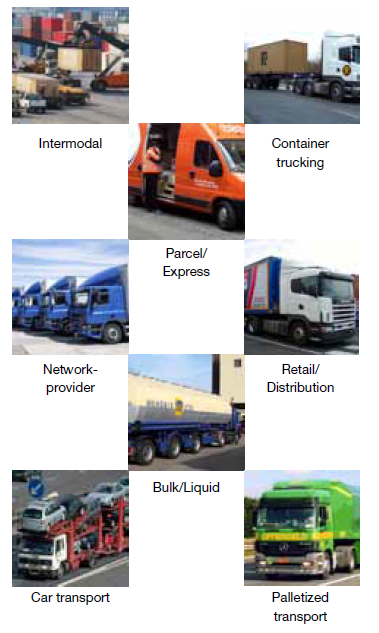 Intermodal
Container
trucking
Parcel/
Express
Network-
provider
Retail/
Distribution
Bulk/Liquid
Car transport
Palletized
transport